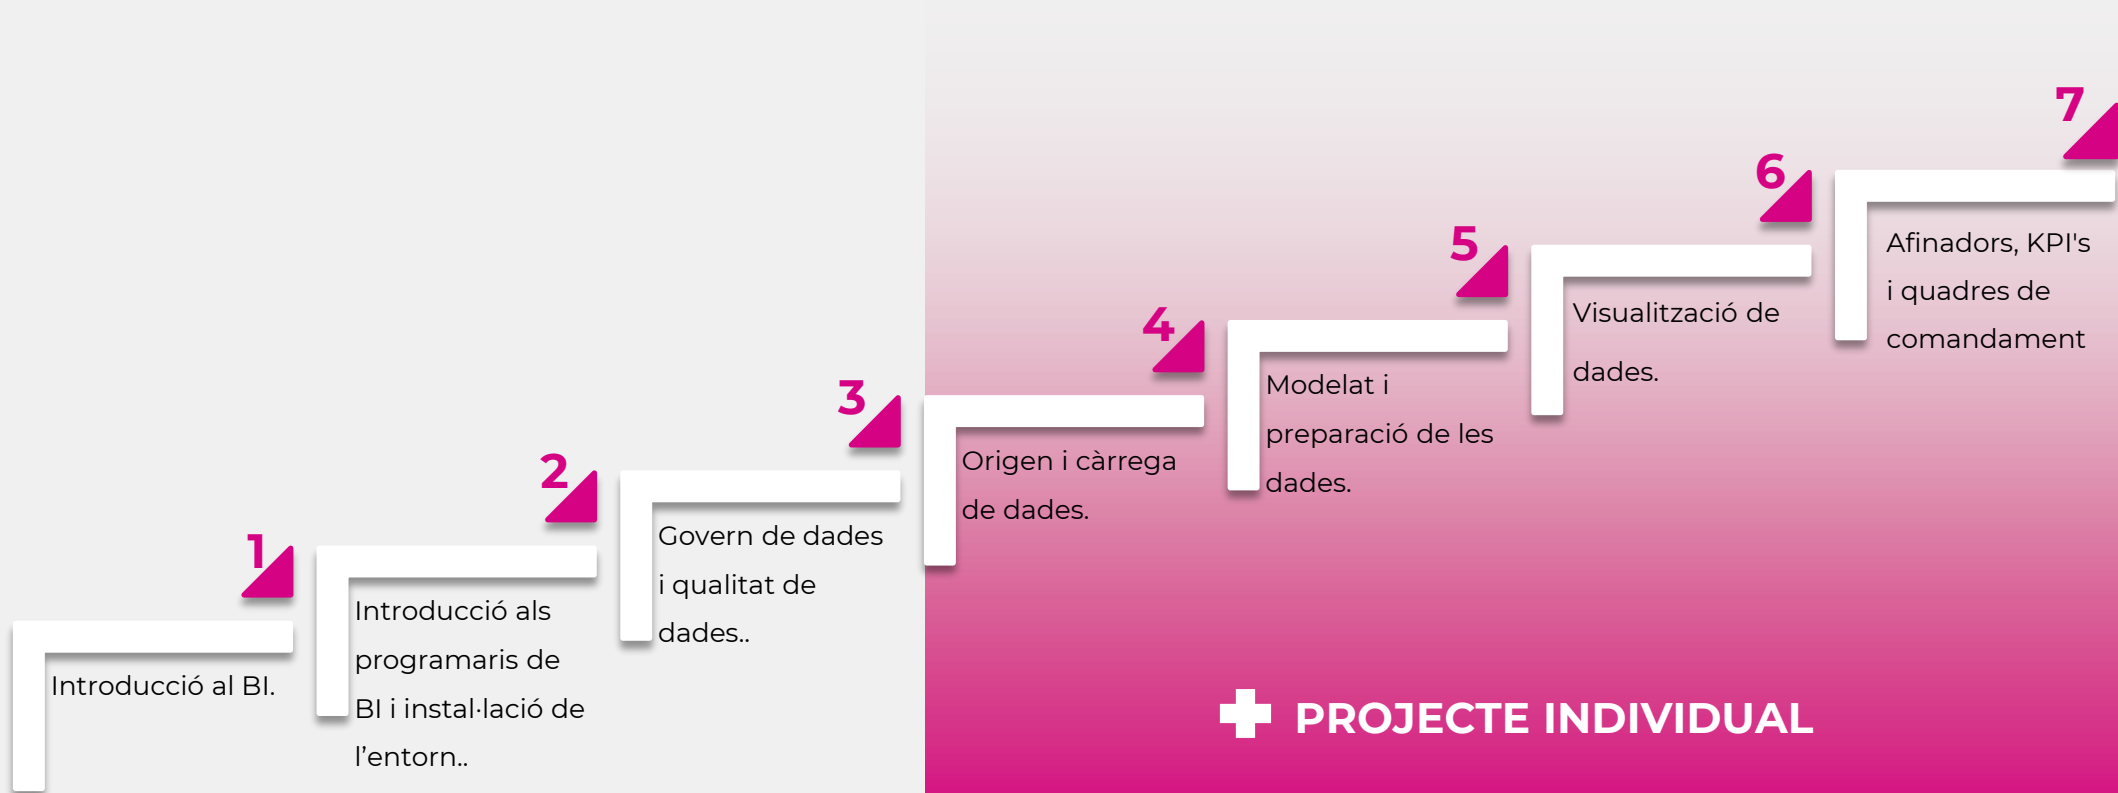 1
Introducció al BI.
2
Introducció als
programaris de
BI i instal·lació de
l’entorn..
3
Govern de dades
i qualitat de
dades..
4
Origen i càrrega
de dades.
5
Modelat i
preparació de les
dades.
6
Visualització de
dades.
7
Afinadors, KPI's
i quadres de
comandament
PROJECTE INDIVIDUAL